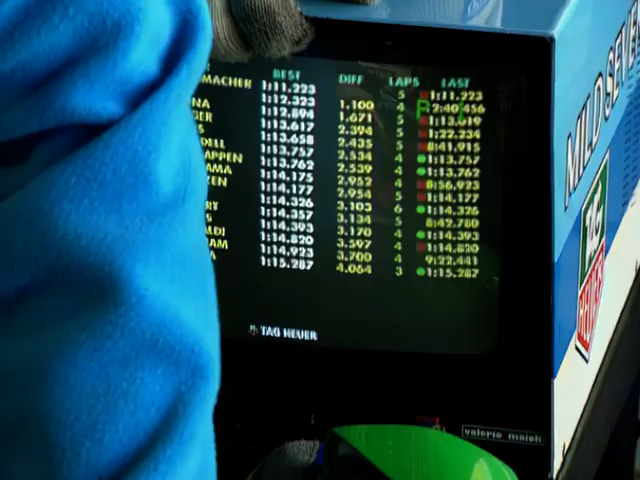 MACHER BEST DIFF LAPS LAST
1:11.223 5 1:11.223
1:12.323 1.100 4 P 2:40.456
NA 1:12.894 1.671 5 1:13.619
ER 1:13.617 2.394 5 1:22.234
S 1:13.658 2.435 5 8:41.915
DELL 1:13.757 2.534 4 1:13.757
APPEN 1:13.762 2.539 4 1:13.762
AMA 1:14.175 2.952 4 8:56.923
EEN 1:14.177 2.954 5 1:14.177
1:14.326 3.103 6 1:14.326
1:14.357 3.134 5 8:42.780
S 1:14.393 3.170 4 1:14.393
LDI 1:14.820 3.597 4 1:14.820
AM 1:14.923 3.700 4 9:22.441
A 1:15.287 4.064 3 1:15.287
TAG HEUER
MILD SEVEN
TAG
HEUER